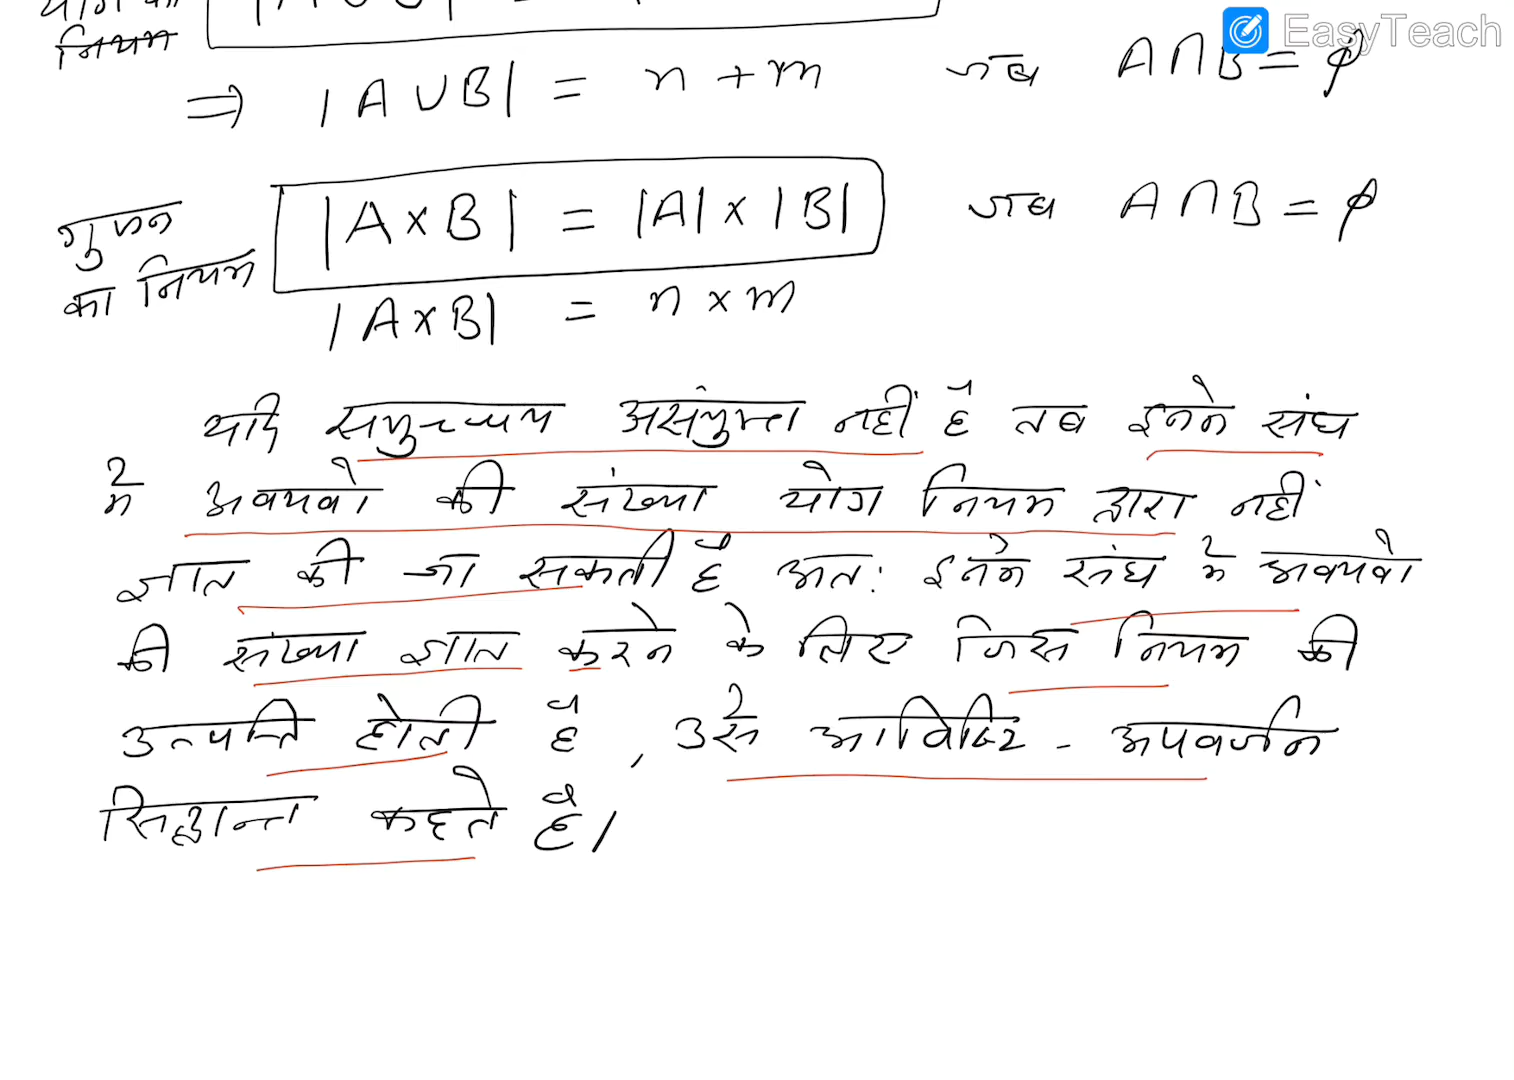 EasyTeach
नियम
⇒ |A ∪ B| = n + m जब A ∩ B = φ
गुणन का नियम |A × B| = |A| × |B| जब A ∩ B = φ
|A × B| = n × m
यदि समुच्चय असंयुक्त नहीं है तब इनके संघ
मे अवयवो की संख्या योग नियम द्वारा नहीं
ज्ञात की जा सकती है अतः इनके संघ मे अवयवो
की संख्या ज्ञात करने के लिए जिस नियम की
उत्पत्ति होती है, उसे आविष्टि - अपवर्जन
सिद्धान्त कहते है।